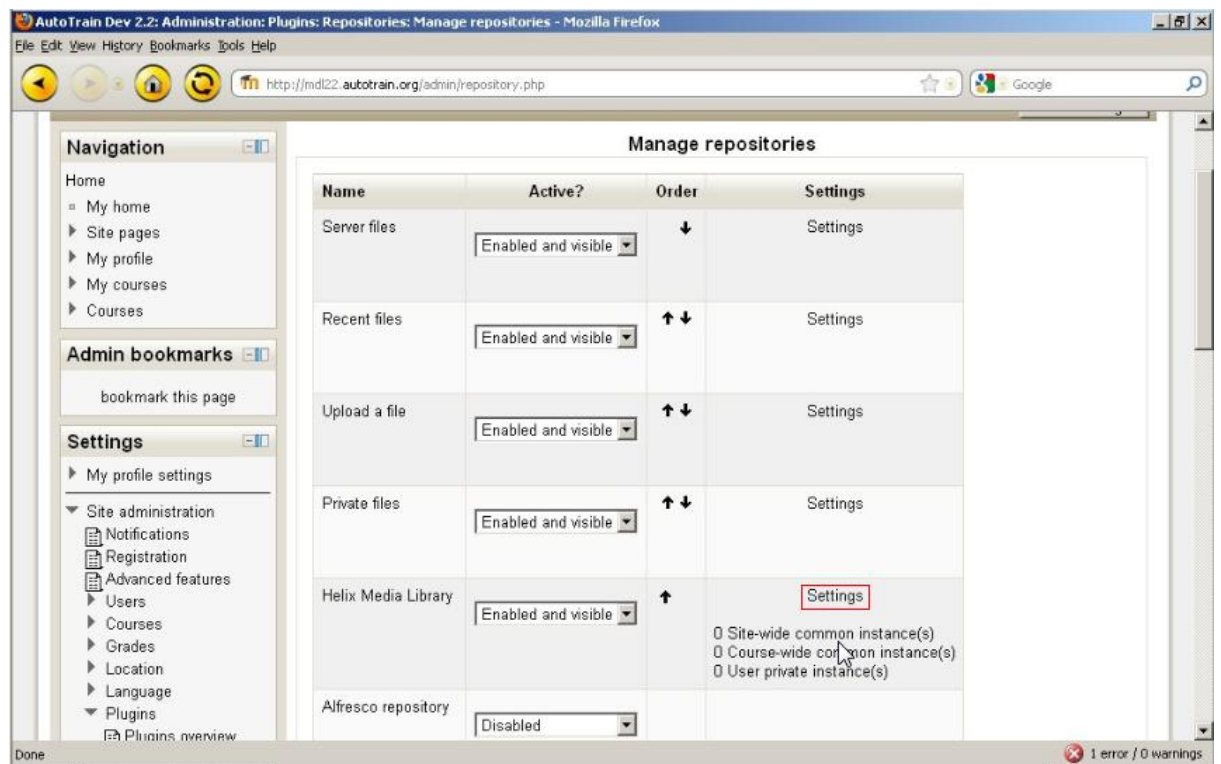 AutoTrain Dev 2.2: Administration: Plugins: Repositories: Manage repositories - Mozilla Firefox
File Edit View History Bookmarks Tools Help
http://mdl22.autotrain.org/admin/repository.php
Google
Navigation
Home
My home
Site pages
My profile
My courses
Courses
Admin bookmarks
bookmark this page
Settings
My profile settings
Site administration
Notifications
Registration
Advanced features
Users
Courses
Grades
Location
Language
Plugins
Plugins overview
Manage repositories
Name Active? Order Settings
Server files Enabled and visible Settings
Recent files Enabled and visible Settings
Upload a file Enabled and visible Settings
Private files Enabled and visible Settings
Helix Media Library Enabled and visible Settings
0 Site-wide common instance(s)
0 Course-wide common instance(s)
0 User private instance(s)
Alfresco repository Disabled
Done
1 error / 0 warnings